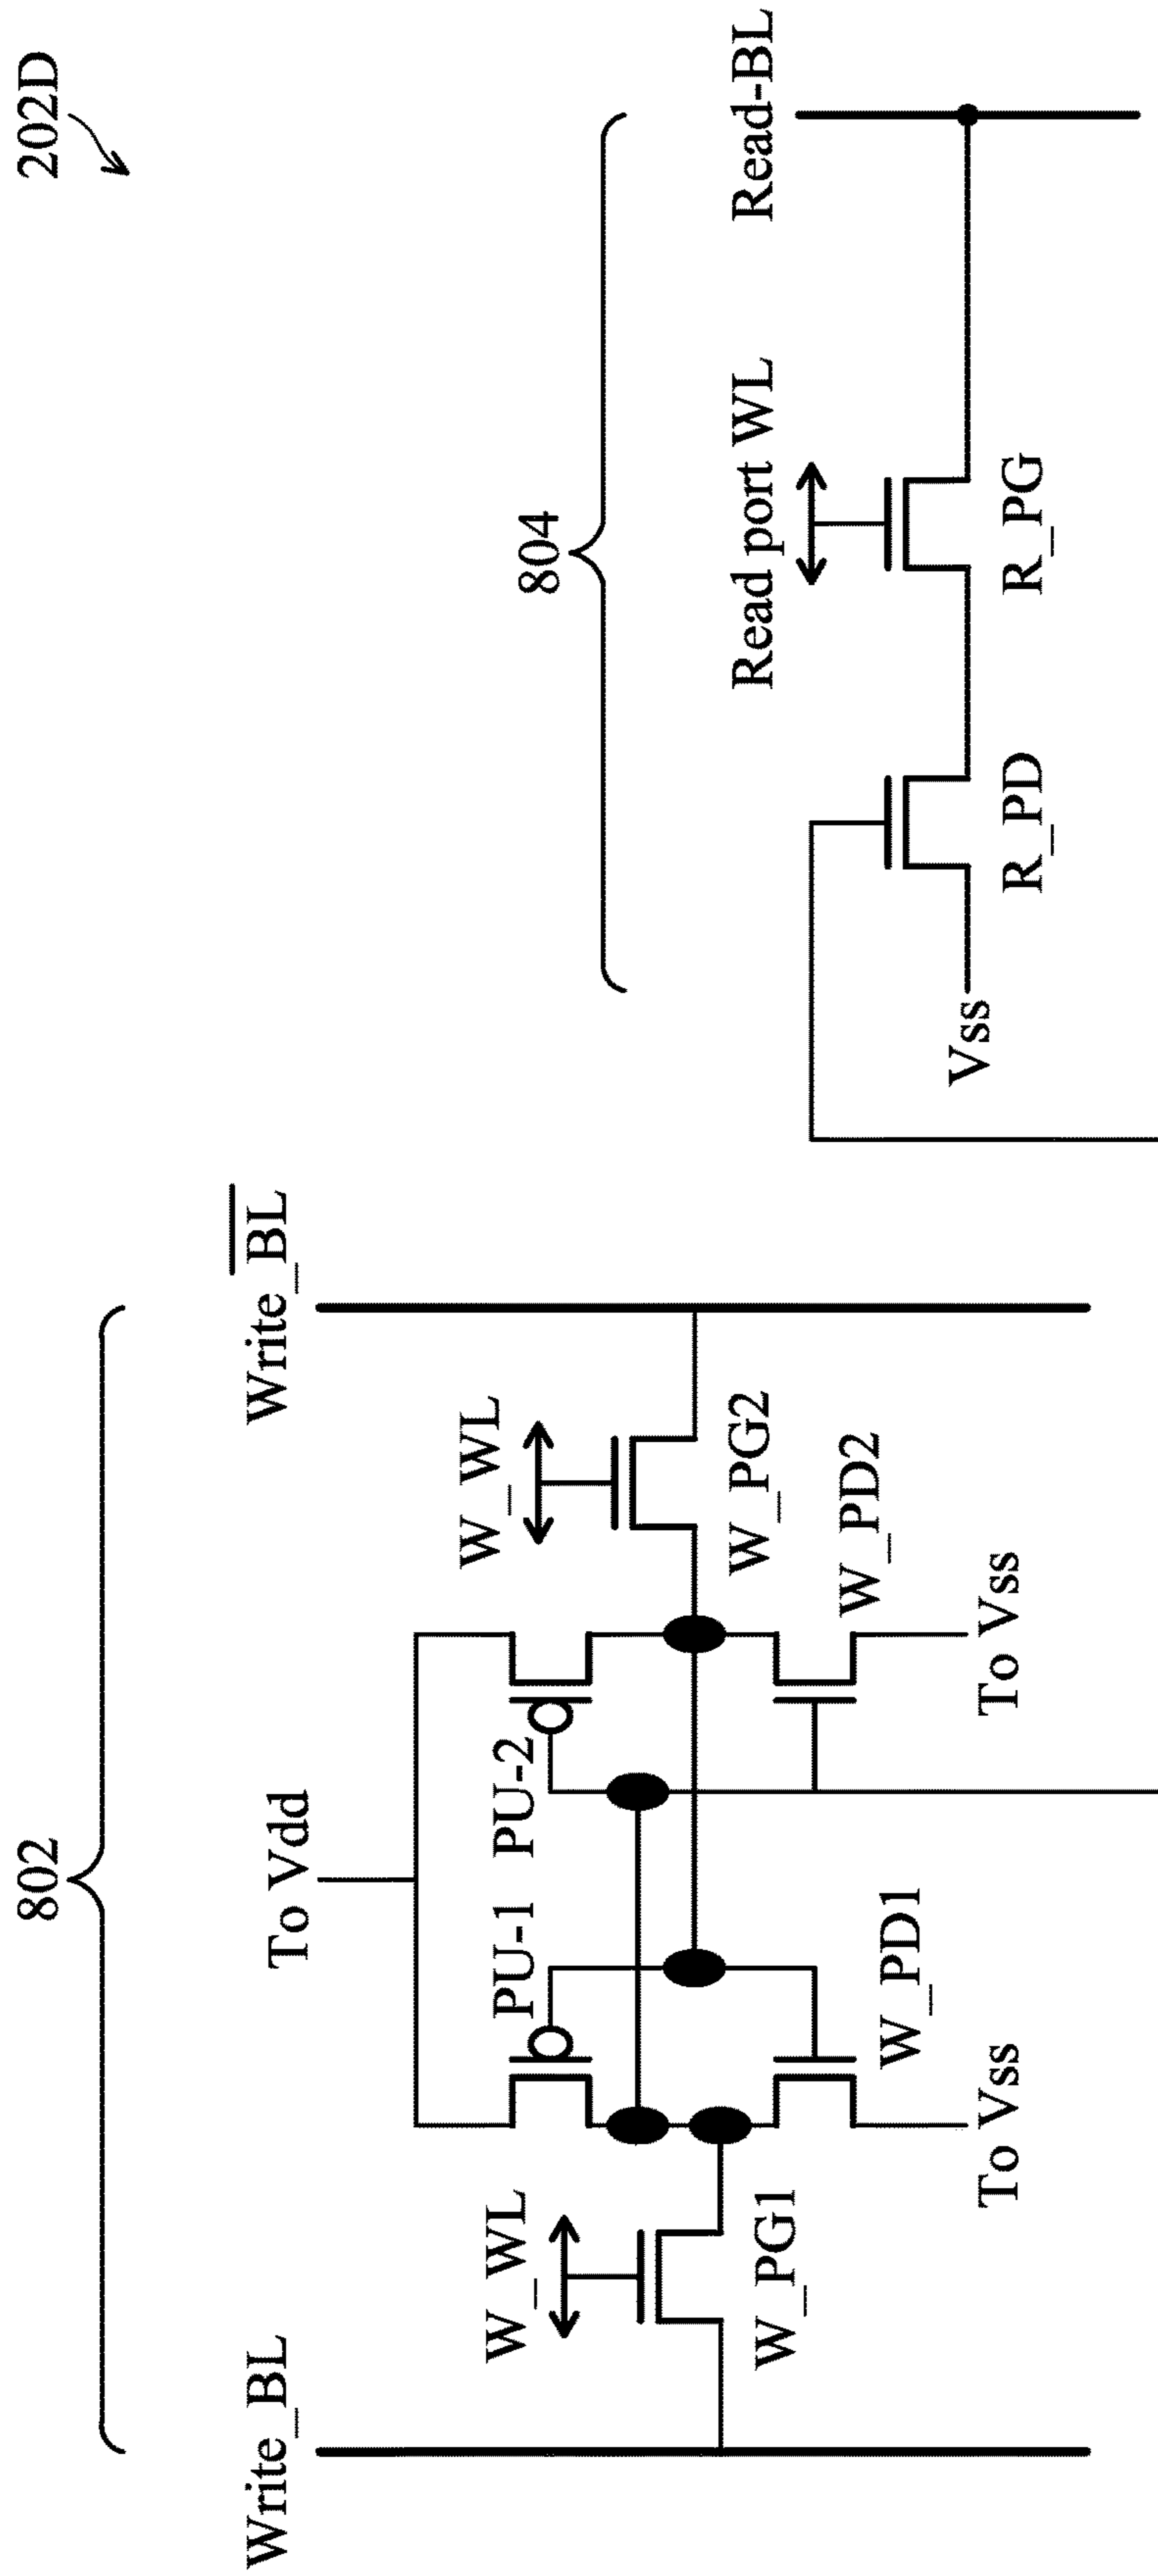 202D
802
804
Write_BL
To Vdd
Write_BL
Read-BL
W_WL
PU-1
PU-2
W_WL
Read port WL
W_PG1
W_PD1
W_PG2
W_PD2
To Vss
To Vss
Vss
R_PD
R_PG